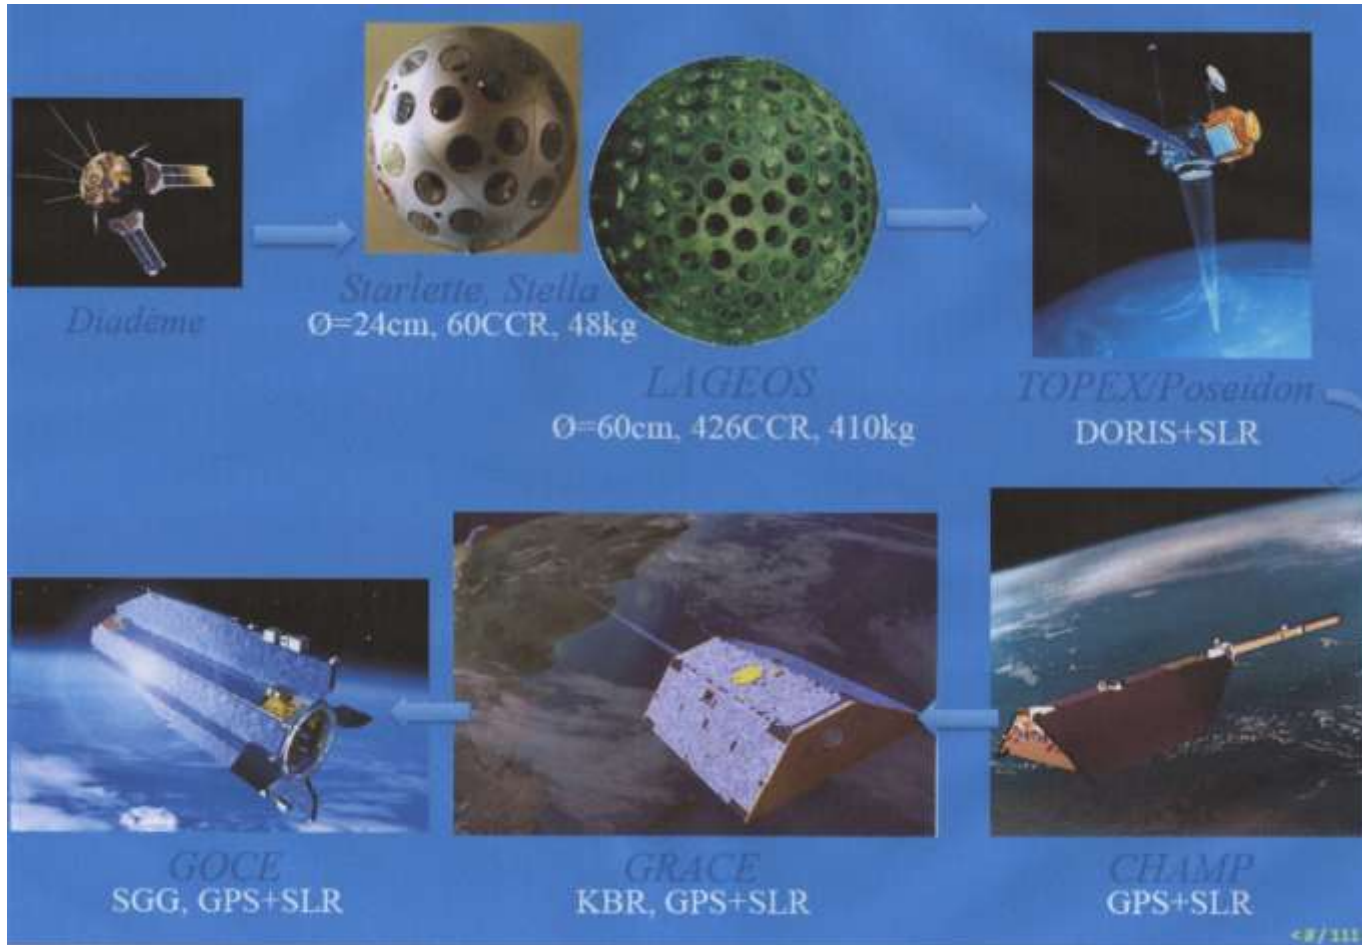 Diadème
Starlette, Stella
Ø=24cm, 60CCR, 48kg
LAGEOS
Ø=60cm, 426CCR, 410kg
TOPEX/Poseidon
DORIS+SLR
GOCE
SGG, GPS+SLR
GRACE
KBR, GPS+SLR
CHAMP
GPS+SLR